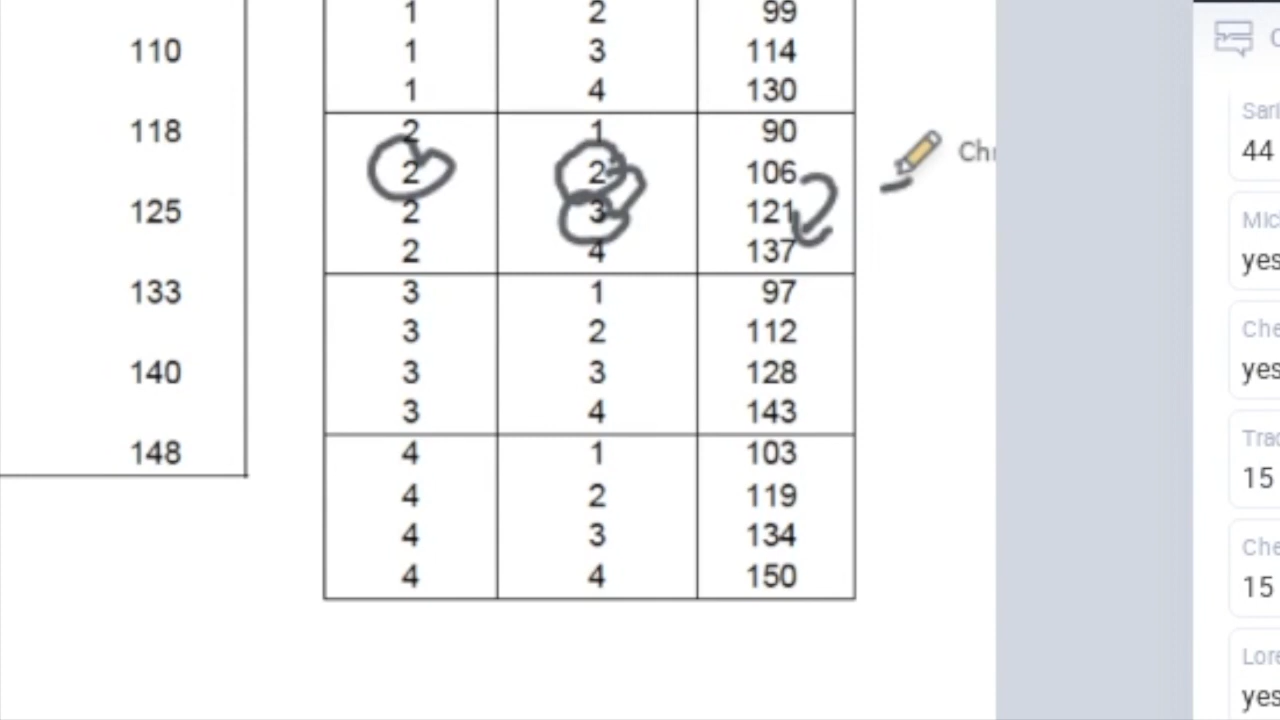 1 2 99
110 1 3 114
1 4 130
118 2 1 90
2 2 106
125 2 3 121
2 4 137
133 3 1 97
3 2 112
140 3 3 128
3 4 143
148 4 1 103
4 2 119
4 3 134
4 4 150
44
yes
yes
15
15
yes